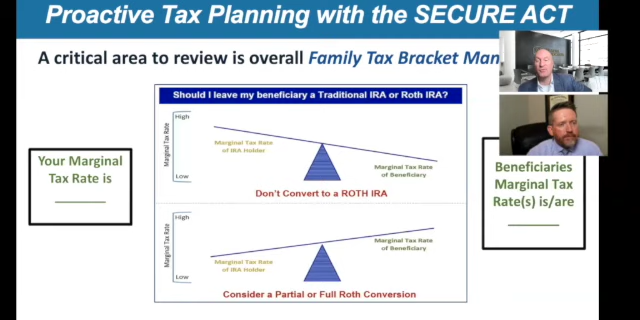 Proactive Tax Planning with the SECURE ACT
A critical area to review is overall Family Tax Bracket Man
Should I leave my beneficiary a Traditional IRA or Roth IRA?
Your Marginal
Tax Rate is
Marginal Tax Rate
High
Low
Marginal Tax Rate
of IRA Holder
Marginal Tax Rate
of Beneficiary
Don't Convert to a ROTH IRA
Marginal Tax Rate
High
Low
Marginal Tax Rate
of IRA Holder
Marginal Tax Rate
of Beneficiary
Consider a Partial or Full Roth Conversion
Beneficiaries
Marginal Tax
Rate(s) is/are